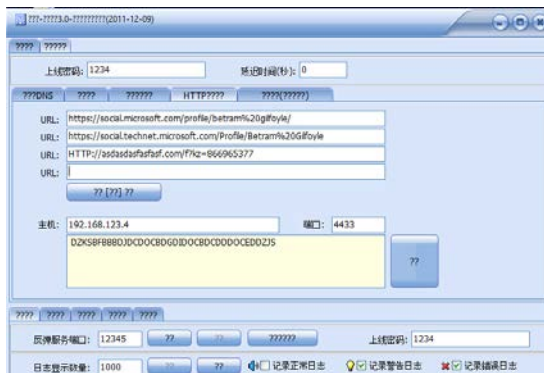 ???-????3.0-?????????(2011-12-09)
???? ?????
上线密码: 1234 延迟时间(秒): 0
???DNS ???? ?????? HTTP???? ????(?????)
URL: https://social.microsoft.com/profile/betram%20gilfoyle/
URL: https://social.technet.microsoft.com/Profile/Betram%20Gilfoyle
URL: HTTP://asdasdasfasfasf.com/f?kz=866965377
URL:
?? [??] ??
主机: 192.168.123.4 端口: 4433
DZKSBFBBBDJDCDOCBDGDIDOCBDCDDDOCEDDZJS
??
???? ???? ???? ???? ????
反弹服务端口: 12345 ?? ?? ?????? 上线密码: 1234
日志显示数量: 1000 ?? ?? 记录正常日志 记录警告日志 记录错误日志